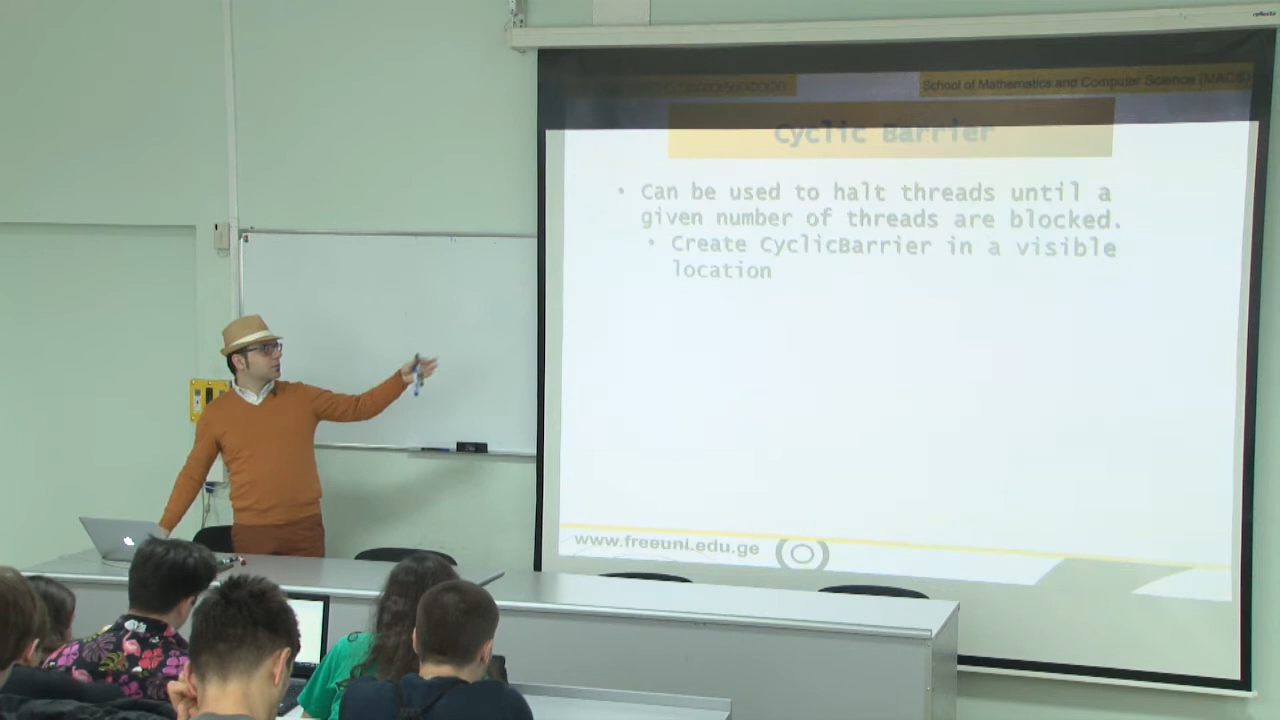 School of Mathematics and Computer Science (MACS)
Cyclic Barrier
• Can be used to halt threads until a
given number of threads are blocked.
• Create CyclicBarrier in a visible
location
www.freeuni.edu.ge